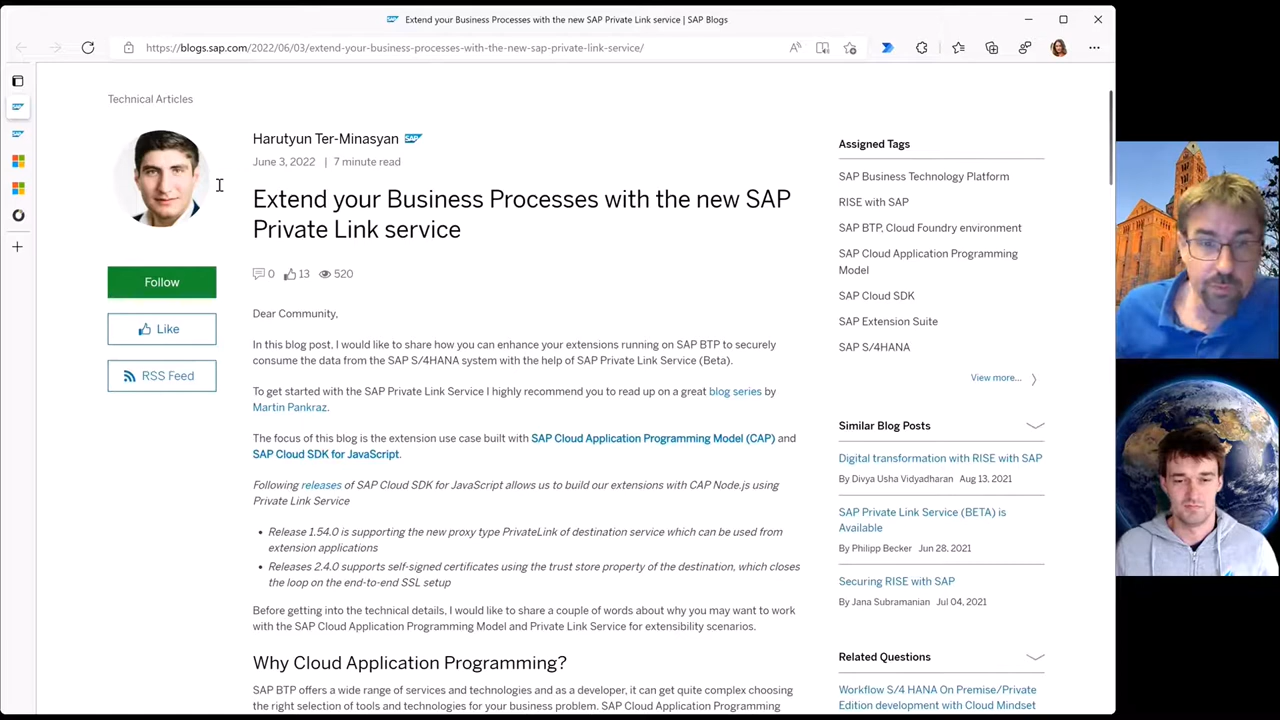 Extend your Business Processes with the new SAP Private Link service | SAP Blogs
https://blogs.sap.com/2022/06/03/extend-your-business-processes-with-the-new-sap-private-link-service/
Technical Articles
Harutyun Ter-Minasyan SAP
June 3, 2022 | 7 minute read
Extend your Business Processes with the new SAP
Private Link service
0 13 520
Follow
Like
RSS Feed
Dear Community,
In this blog post, I would like to share how you can enhance your extensions running on SAP BTP to securely
consume the data from the SAP S/4HANA system with the help of SAP Private Link Service (Beta).
To get started with the SAP Private Link Service I highly recommend you to read up on a great blog series by
Martin Pankraz.
The focus of this blog is the extension use case built with SAP Cloud Application Programming Model (CAP) and
SAP Cloud SDK for JavaScript.
Following releases of SAP Cloud SDK for JavaScript allows us to build our extensions with CAP Node.js using
Private Link Service
• Release 1.54.0 is supporting the new proxy type PrivateLink of destination service which can be used from
extension applications
• Releases 2.4.0 supports self-signed certificates using the trust store property of the destination, which closes
the loop on the end-to-end SSL setup
Before getting into the technical details, I would like to share a couple of words about why you may want to work
with the SAP Cloud Application Programming Model and Private Link Service for extensibility scenarios.
Why Cloud Application Programming?
SAP BTP offers a wide range of services and technologies and as a developer, it can get quite complex choosing
the right selection of tools and technologies for your business problem. SAP Cloud Application Programming
Assigned Tags
SAP Business Technology Platform
RISE with SAP
SAP BTP, Cloud Foundry environment
SAP Cloud Application Programming
Model
SAP Cloud SDK
SAP Extension Suite
SAP S/4HANA
View more...
Similar Blog Posts
Digital transformation with RISE with SAP
By Divya Usha Vidyadharan Aug 13, 2021
SAP Private Link Service (BETA) is
Available
By Philipp Becker Jun 28, 2021
Securing RISE with SAP
By Jana Subramanian Jul 04, 2021
Related Questions
Workflow S/4 HANA On Premise/Private
Edition development with Cloud Mindset